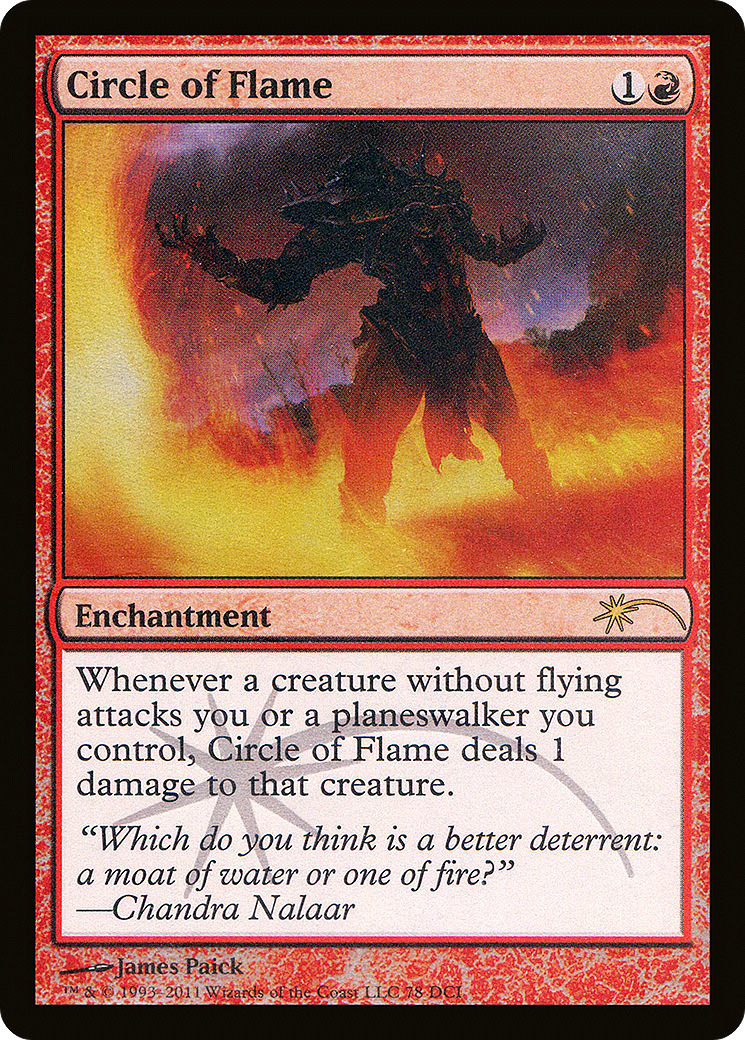 Circle of Flame 1
Enchantment
Whenever a creature without flying
attacks you or a planeswalker you
control, Circle of Flame deals 1
damage to that creature.
“Which do you think is a better deterrent:
a moat of water or one of fire?”
—Chandra Nalaar
James Paick
™ & © 1993–2011 Wizards of the Coast LLC 78 DCI